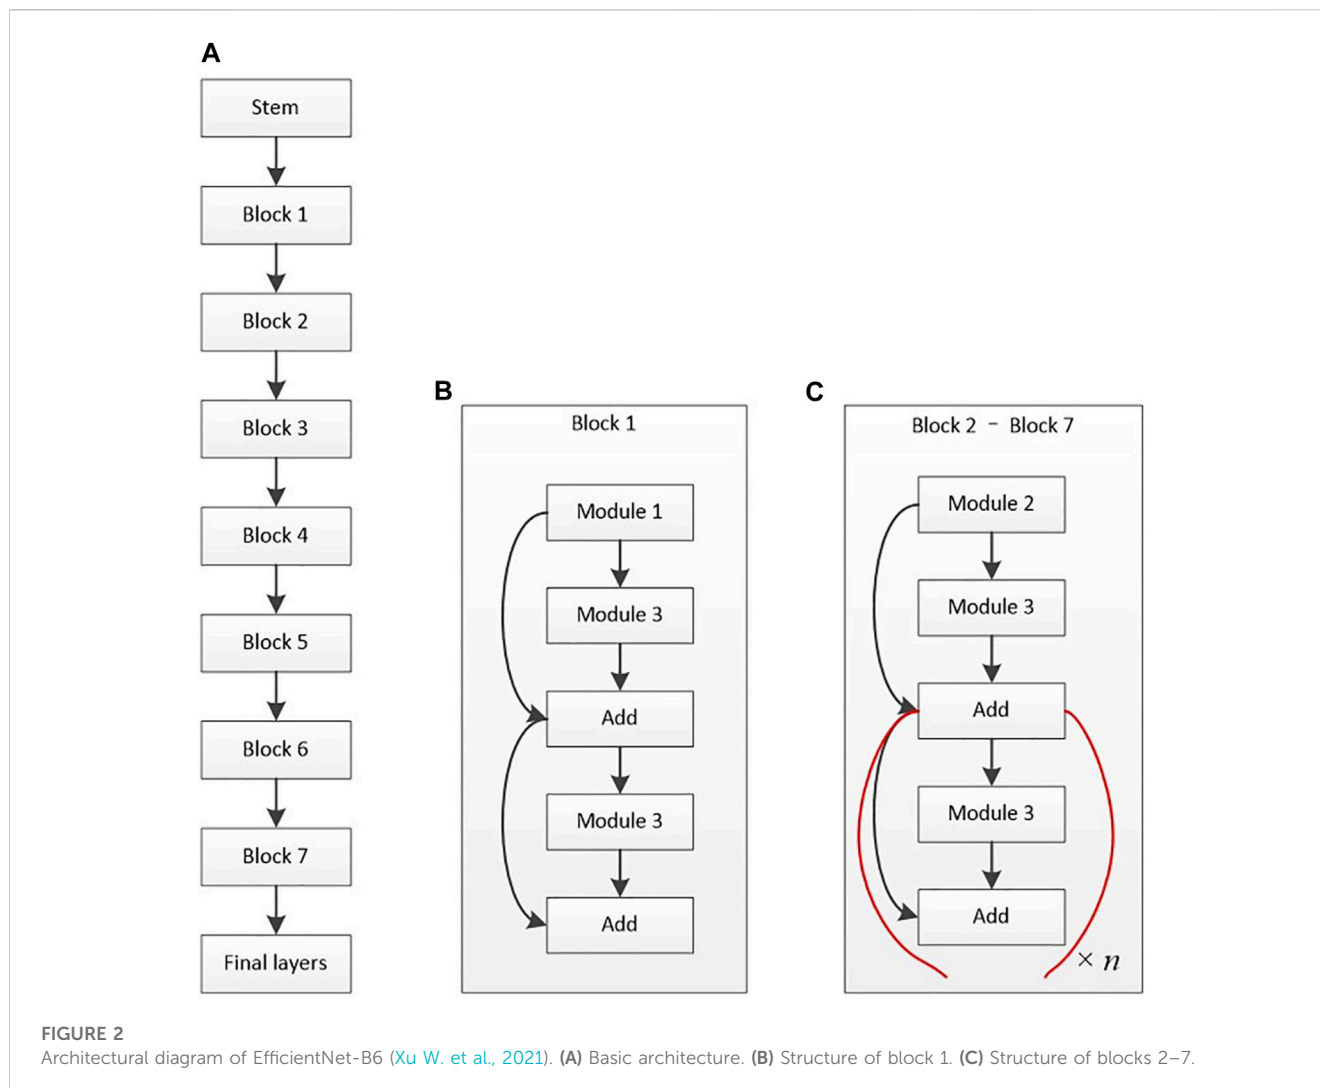 A
Stem
Block 1
Block 2
Block 3
Block 4
Block 5
Block 6
Block 7
Final layers
B
Block 1
Module 1
Module 3
Add
Module 3
Add
C
Block 2 - Block 7
Module 2
Module 3
Add
Module 3
Add
× n
FIGURE 2
Architectural diagram of EfficientNet-B6 (Xu W. et al., 2021). (A) Basic architecture. (B) Structure of block 1. (C) Structure of blocks 2–7.